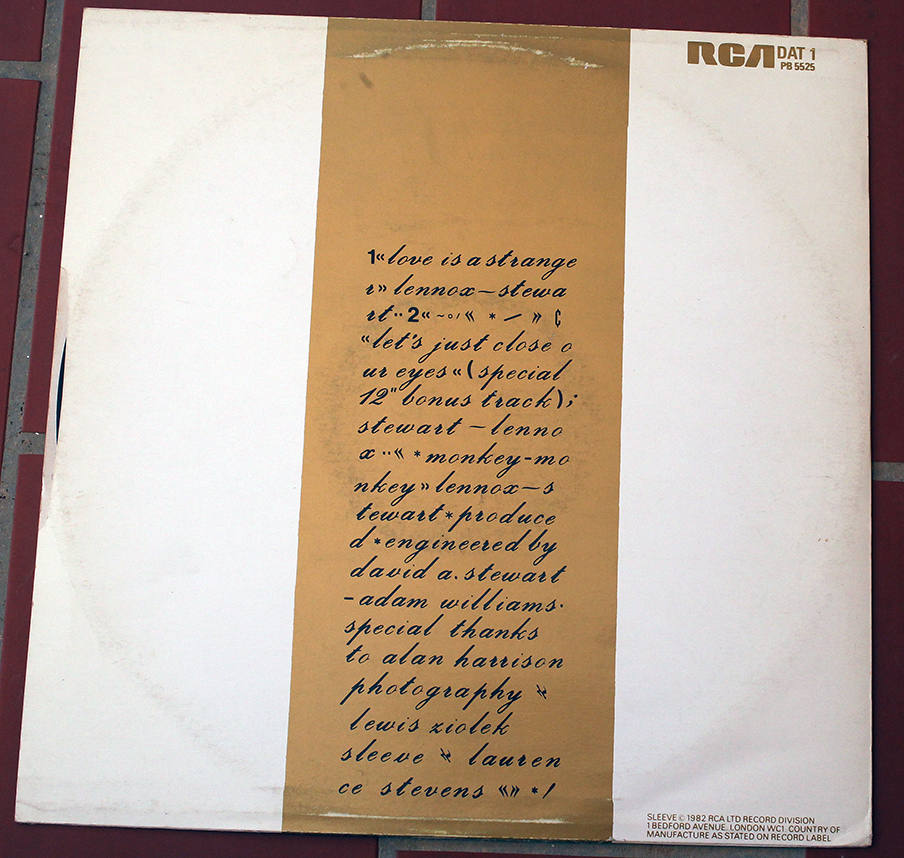 RCA DAT 1
PB 5525
1«love is a strange
r» lennox–stewa
rt··2« ~o/ « * – » C
«let's just close o
ur eyes«(special
12" bonus track);
stewart – lenno
x··« *monkey-mo
nkey» lennox–s
tewart*produce
d*engineered by
david a. stewart
-adam williams.
special thanks
to alan harrison
photography
lewis ziolek
sleeve lauren
ce stevens «» */
SLEEVE © 1982 RCA LTD RECORD DIVISION
1 BEDFORD AVENUE. LONDON WC1. COUNTRY OF
MANUFACTURE AS STATED ON RECORD LABEL